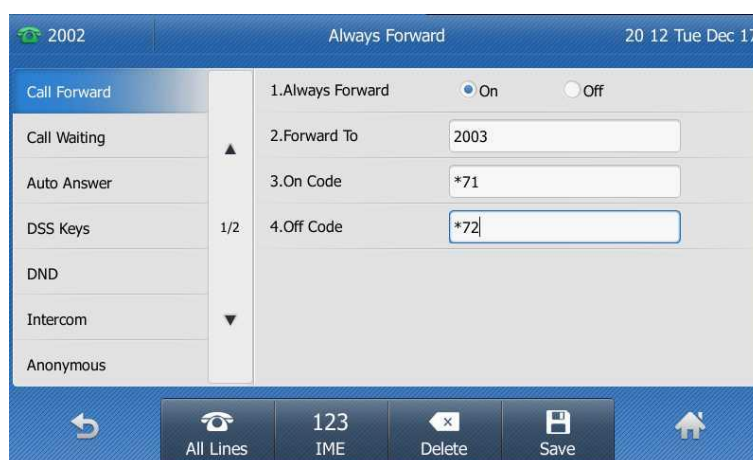 2002
Always Forward
20 12 Tue Dec 17
Call Forward
Call Waiting
Auto Answer
DSS Keys
DND
Intercom
Anonymous
1/2
1.Always Forward
On
Off
2.Forward To
2003
3.On Code
*71
4.Off Code
*72
All Lines
123
IME
Delete
Save